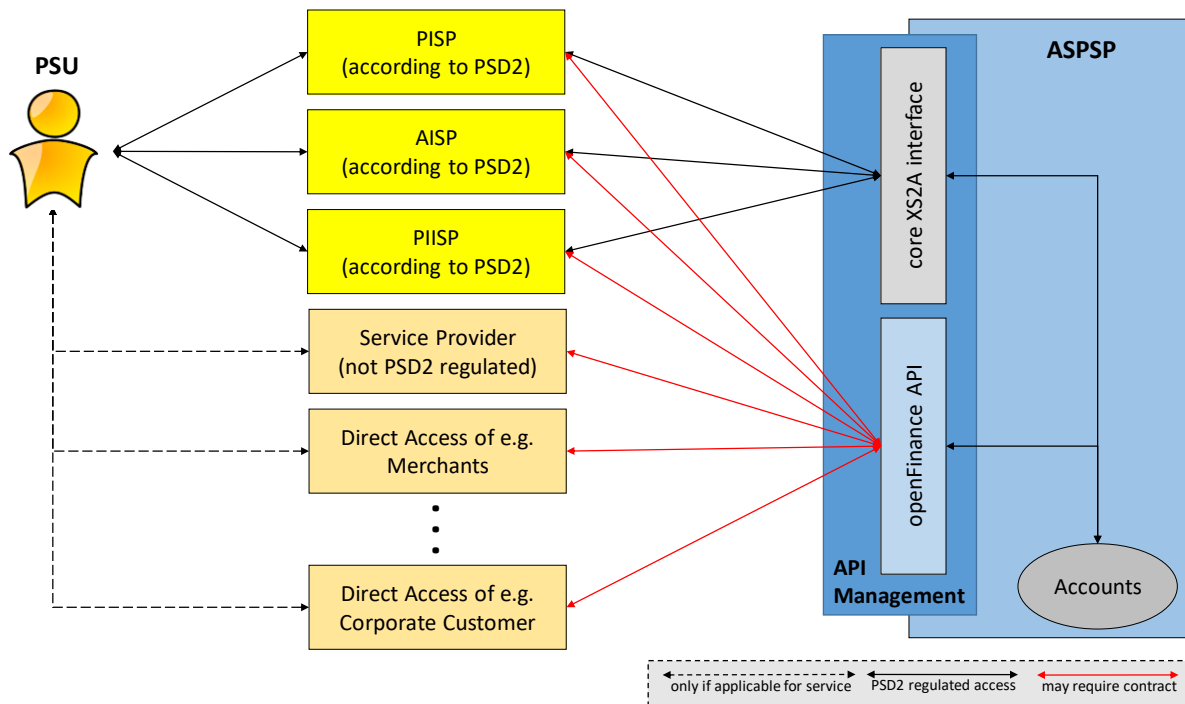 PSU
PISP
(according to PSD2)
AISP
(according to PSD2)
PIISP
(according to PSD2)
Service Provider
(not PSD2 regulated)
Direct Access of e.g.
Merchants
Direct Access of e.g.
Corporate Customer
ASPSP
core XS2A interface
openFinance API
API
Management
Accounts
only if applicable for service
PSD2 regulated access
may require contract